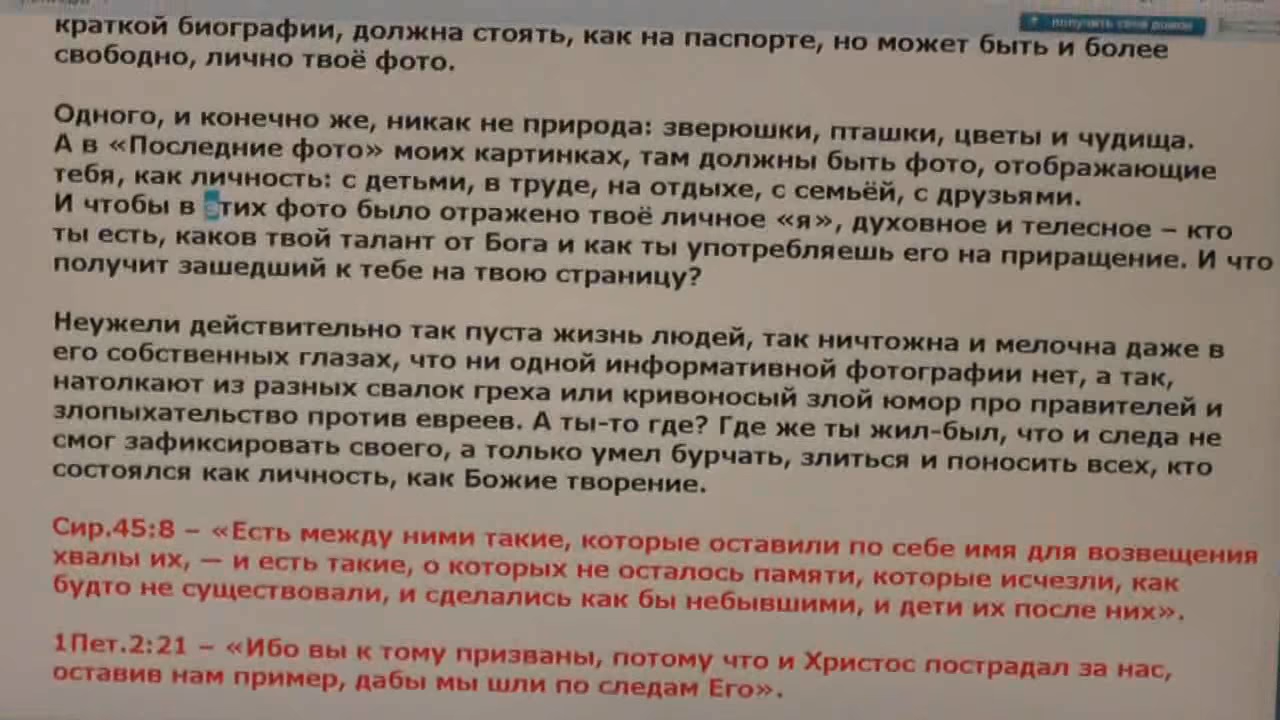 получить свой домен
краткой биографии, должна стоять, как на паспорте, но может быть и более
свободно, лично твоё фото.
Одного, и конечно же, никак не природа: зверюшки, пташки, цветы и чудища.
А в «Последние фото» моих картинках, там должны быть фото, отображающие
тебя, как личность: с детьми, в труде, на отдыхе, с семьёй, с друзьями.
И чтобы в этих фото было отражено твоё личное «я», духовное и телесное – кто
ты есть, каков твой талант от Бога и как ты употребляешь его на приращение. И что
получит зашедший к тебе на твою страницу?
Неужели действительно так пуста жизнь людей, так ничтожна и мелочна даже в
его собственных глазах, что ни одной информативной фотографии нет, а так,
натолкают из разных свалок греха или кривоносый злой юмор про правителей и
злопыхательство против евреев. А ты-то где? Где же ты жил-был, что и следа не
смог зафиксировать своего, а только умел бурчать, злиться и поносить всех, кто
состоялся как личность, как Божие творение.
Сир.45:8 – «Есть между ними такие, которые оставили по себе имя для возвещения
хвалы их, — и есть такие, о которых не осталось памяти, которые исчезли, как
будто не существовали, и сделались как бы небывшими, и дети их после них».
1Пет.2:21 – «Ибо вы к тому призваны, потому что и Христос пострадал за нас,
оставив нам пример, дабы мы шли по следам Его».